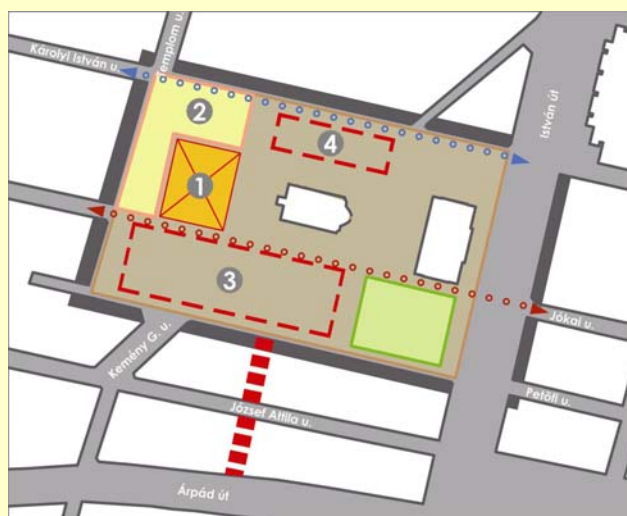 Károlyi István u.
Templom u.
István út
2
4
1
3
Jókai u.
Kemény G. u.
Petőfi u.
József Attila u.
Árpád út